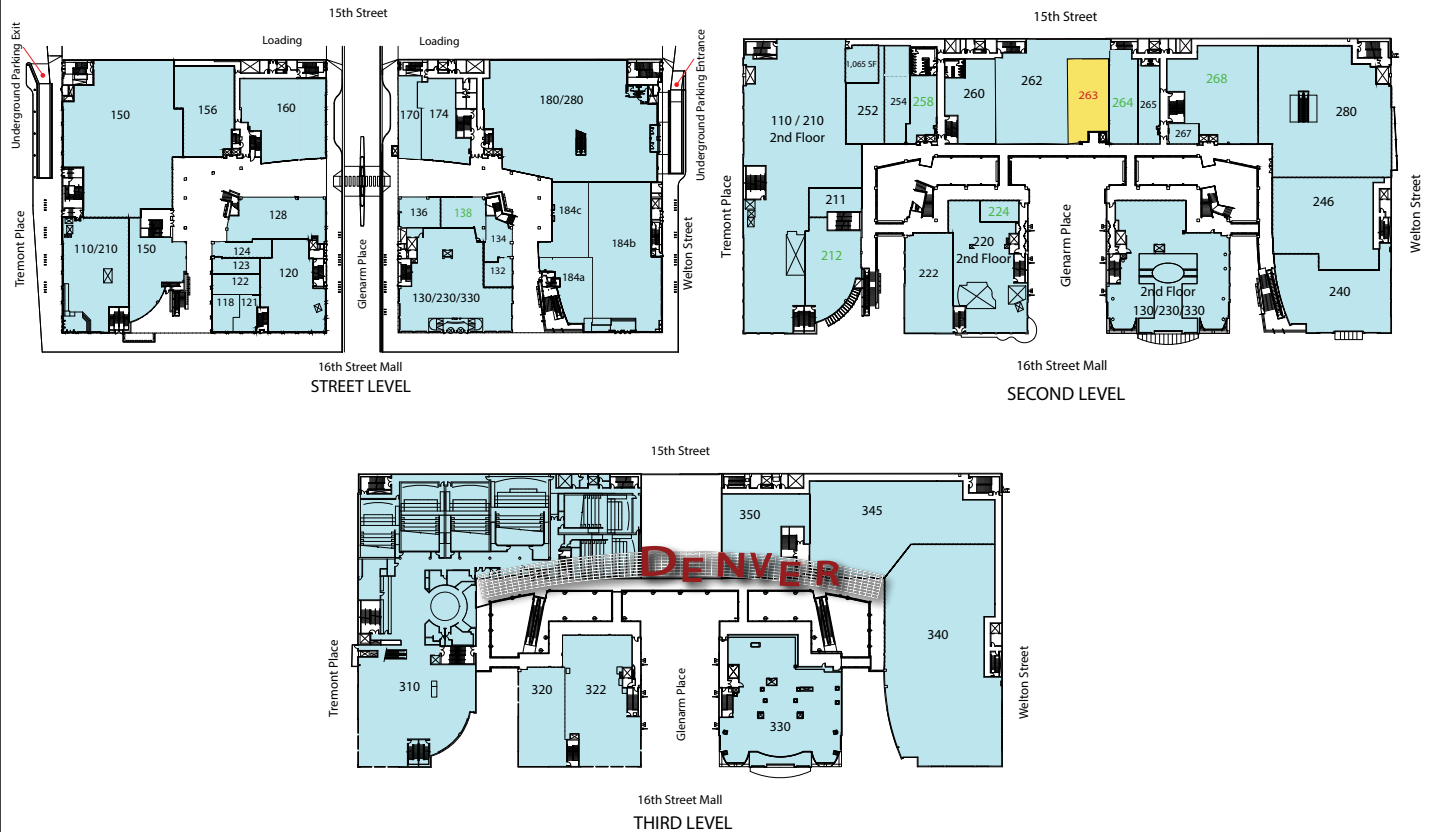 15th Street
Underground Parking Exit
Loading
Loading
Underground Parking Entrance
150
156
160
170
174
180/280
136
138
184c
128
134
184b
110/210
150
124
123
122
120
132
184a
118
121
130/230/330
Tremont Place
Glenarm Place
Welton Street
16th Street Mall
STREET LEVEL
15th Street
1,065 SF
110 / 210
2nd Floor
252
254
258
260
262
263
264
265
268
267
280
211
212
224
220
2nd Floor
222
246
240
2nd Floor
130/230/330
Tremont Place
Glenarm Place
Welton Street
16th Street Mall
SECOND LEVEL
15th Street
350
345
DENVER
340
310
320
322
330
Tremont Place
Glenarm Place
Welton Street
16th Street Mall
THIRD LEVEL